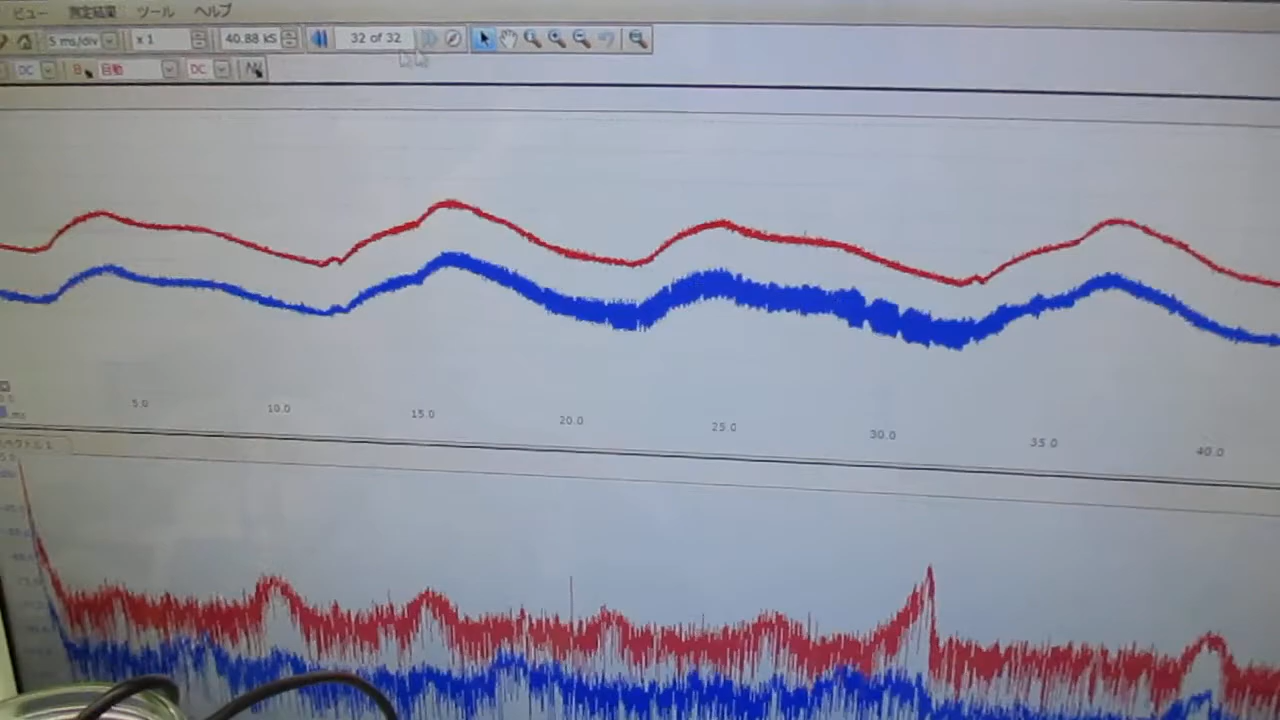 ビュー 測定結果 ツール ヘルプ
5 ms/div x 1 40.88 kS 32 of 32
DC B 自動 DC
5.0 10.0 15.0 20.0 25.0 30.0 35.0 40.0
ms